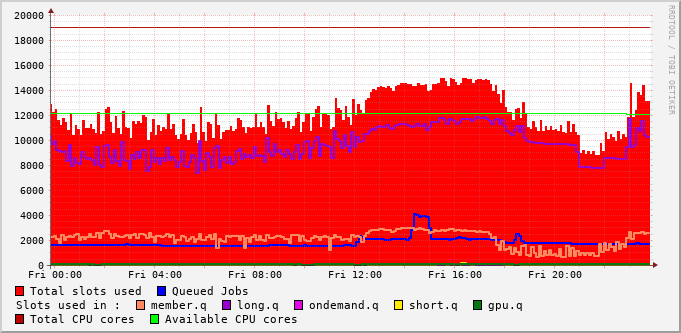 RRDTOOL / TOBI OETIKER
20000
18000
16000
14000
12000
10000
8000
6000
4000
2000
0
Fri 00:00 Fri 04:00 Fri 08:00 Fri 12:00 Fri 16:00 Fri 20:00
Total slots used Queued Jobs
Slots used in : member.q long.q ondemand.q short.q gpu.q
Total CPU cores Available CPU cores